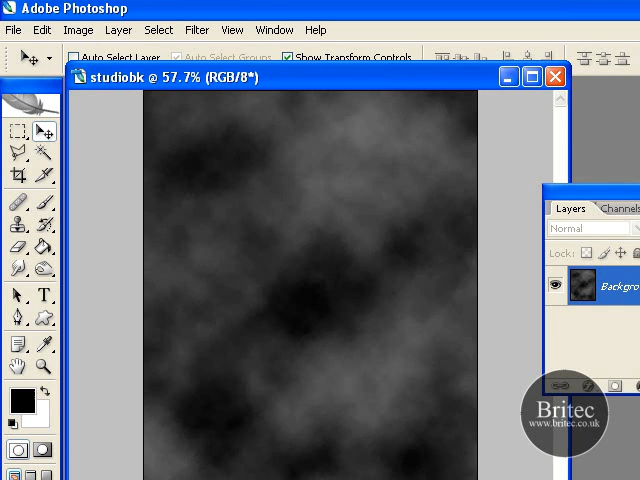 Adobe Photoshop
File Edit Image Layer Select Filter View Window Help
Auto Select Layer Auto Select Groups Show Transform Controls
studiobk @ 57.7% (RGB/8*)
Layers Channels
Normal
Lock:
Backgro
T
Britec
www.britec.co.uk